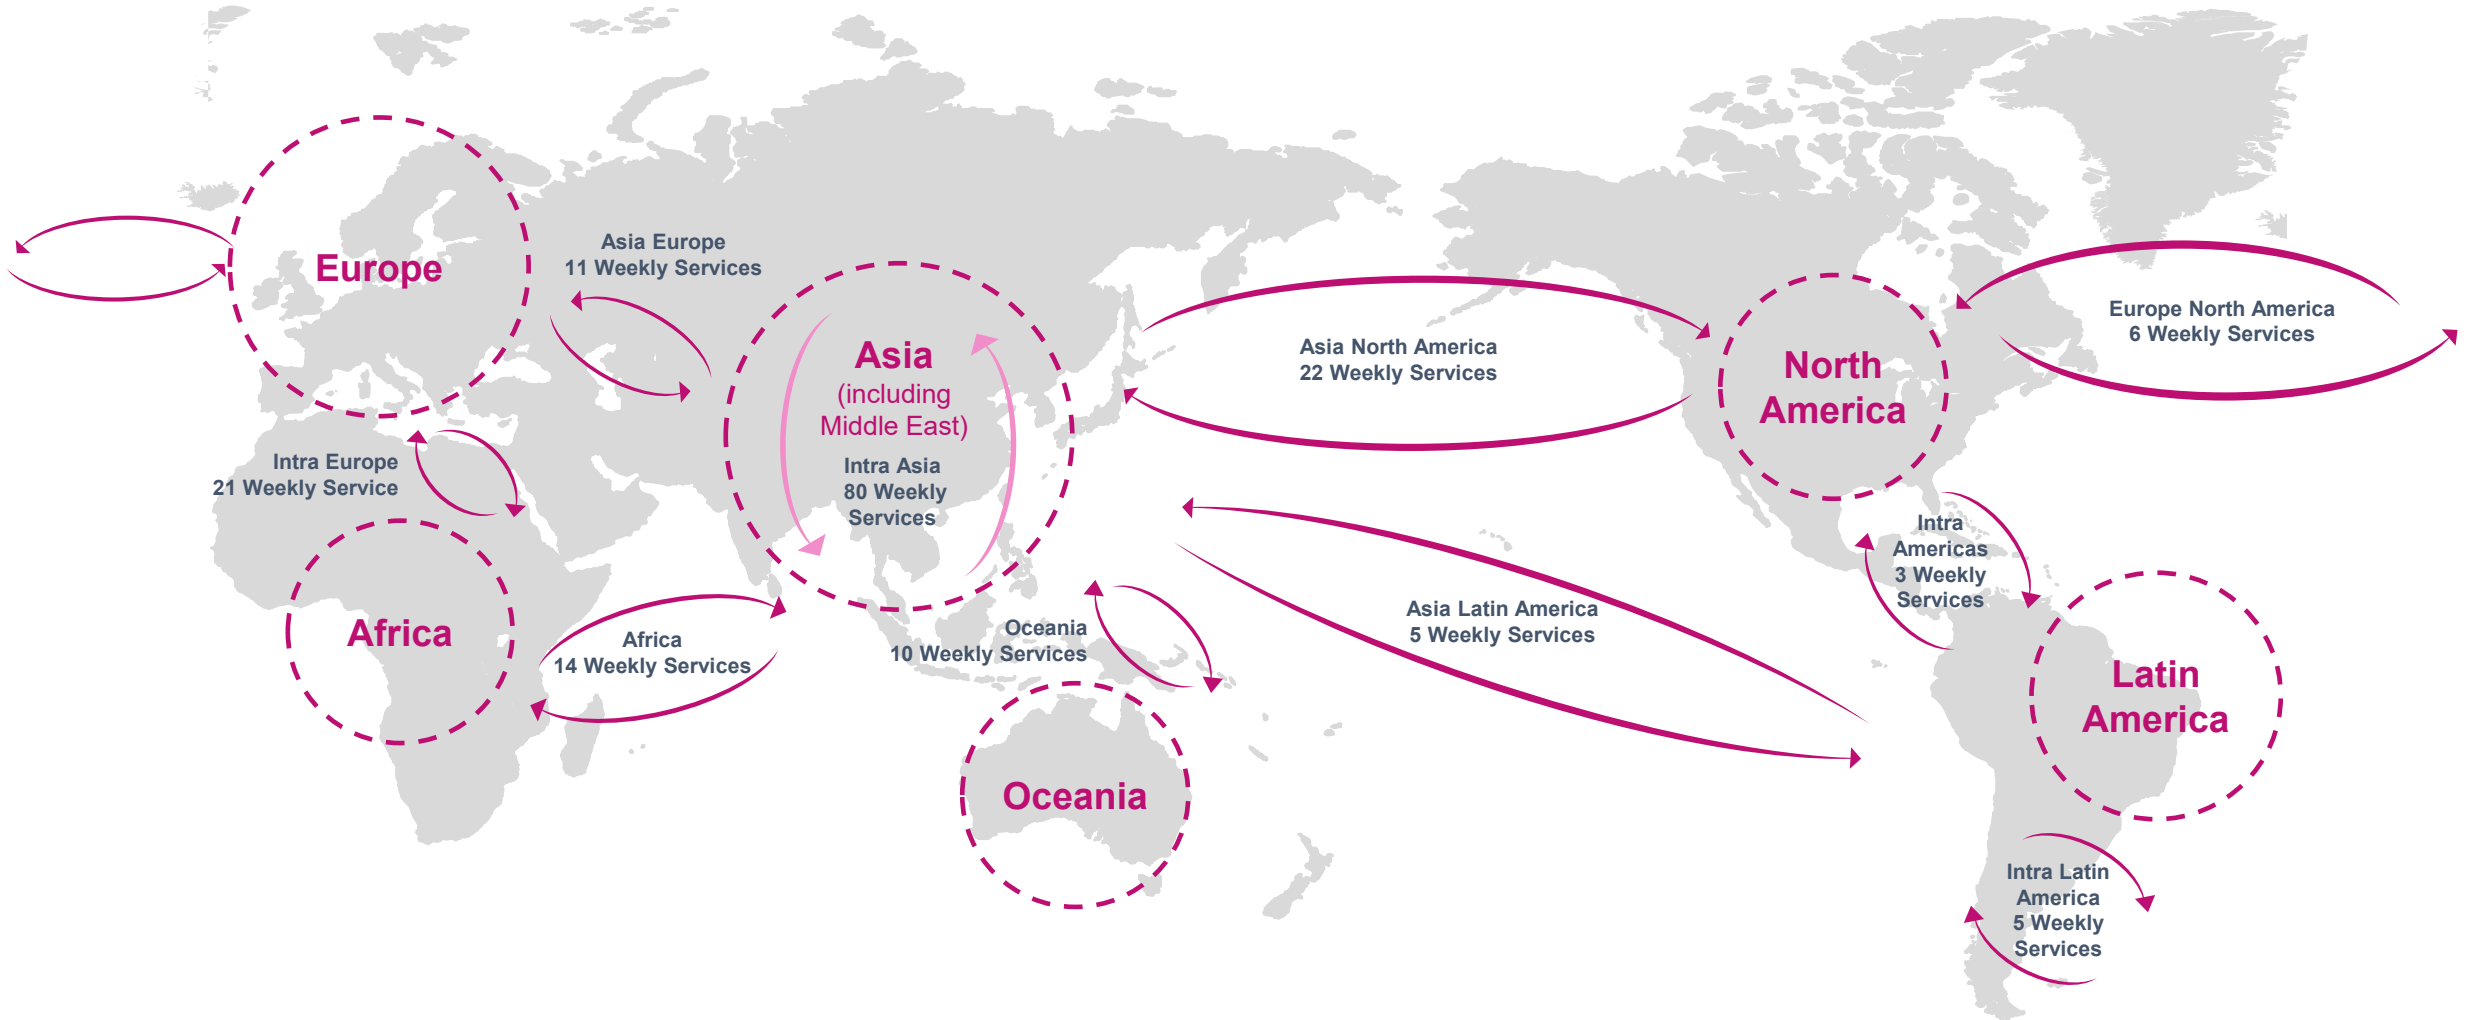 Europe
Asia Europe
11 Weekly Services
Asia
(including
Middle East)
Intra Asia
80 Weekly
Services
Asia North America
22 Weekly Services
North
America
Europe North America
6 Weekly Services
Intra Europe
21 Weekly Service
Africa
Africa
14 Weekly Services
Oceania
10 Weekly Services
Oceania
Asia Latin America
5 Weekly Services
Intra
Americas
3 Weekly
Services
Latin
America
Intra Latin
America
5 Weekly
Services